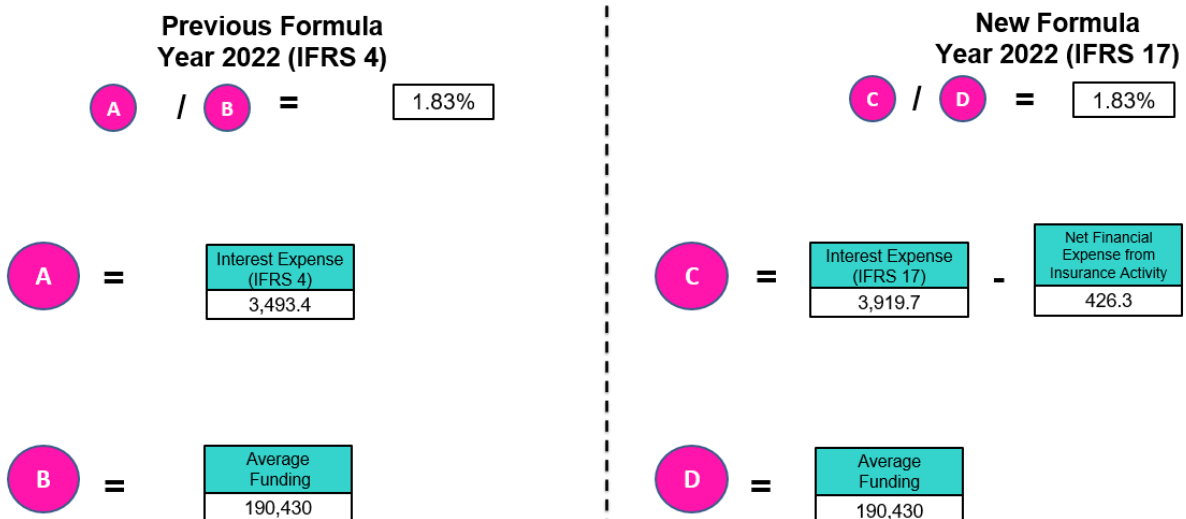 Previous Formula
Year 2022 (IFRS 4)
A / B = 1.83%
A = Interest Expense
(IFRS 4)
3,493.4
B = Average
Funding
190,430
New Formula
Year 2022 (IFRS 17)
C / D = 1.83%
C = Interest Expense
(IFRS 17)
3,919.7
-
Net Financial
Expense from
Insurance Activity
426.3
D = Average
Funding
190,430